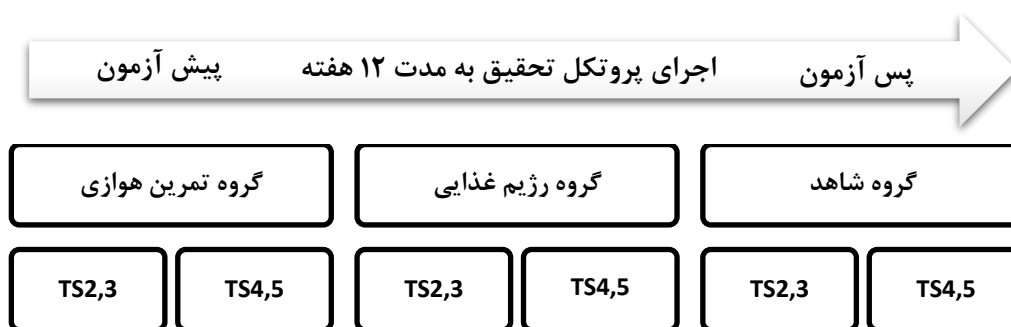 پیش آزمون اجرای پروتکل تحقیق به مدت ۱۲ هفته پس آزمون
گروه تمرین هوازی گروه رژیم غذایی گروه شاهد
TS2,3 TS4,5 TS2,3 TS4,5 TS2,3 TS4,5